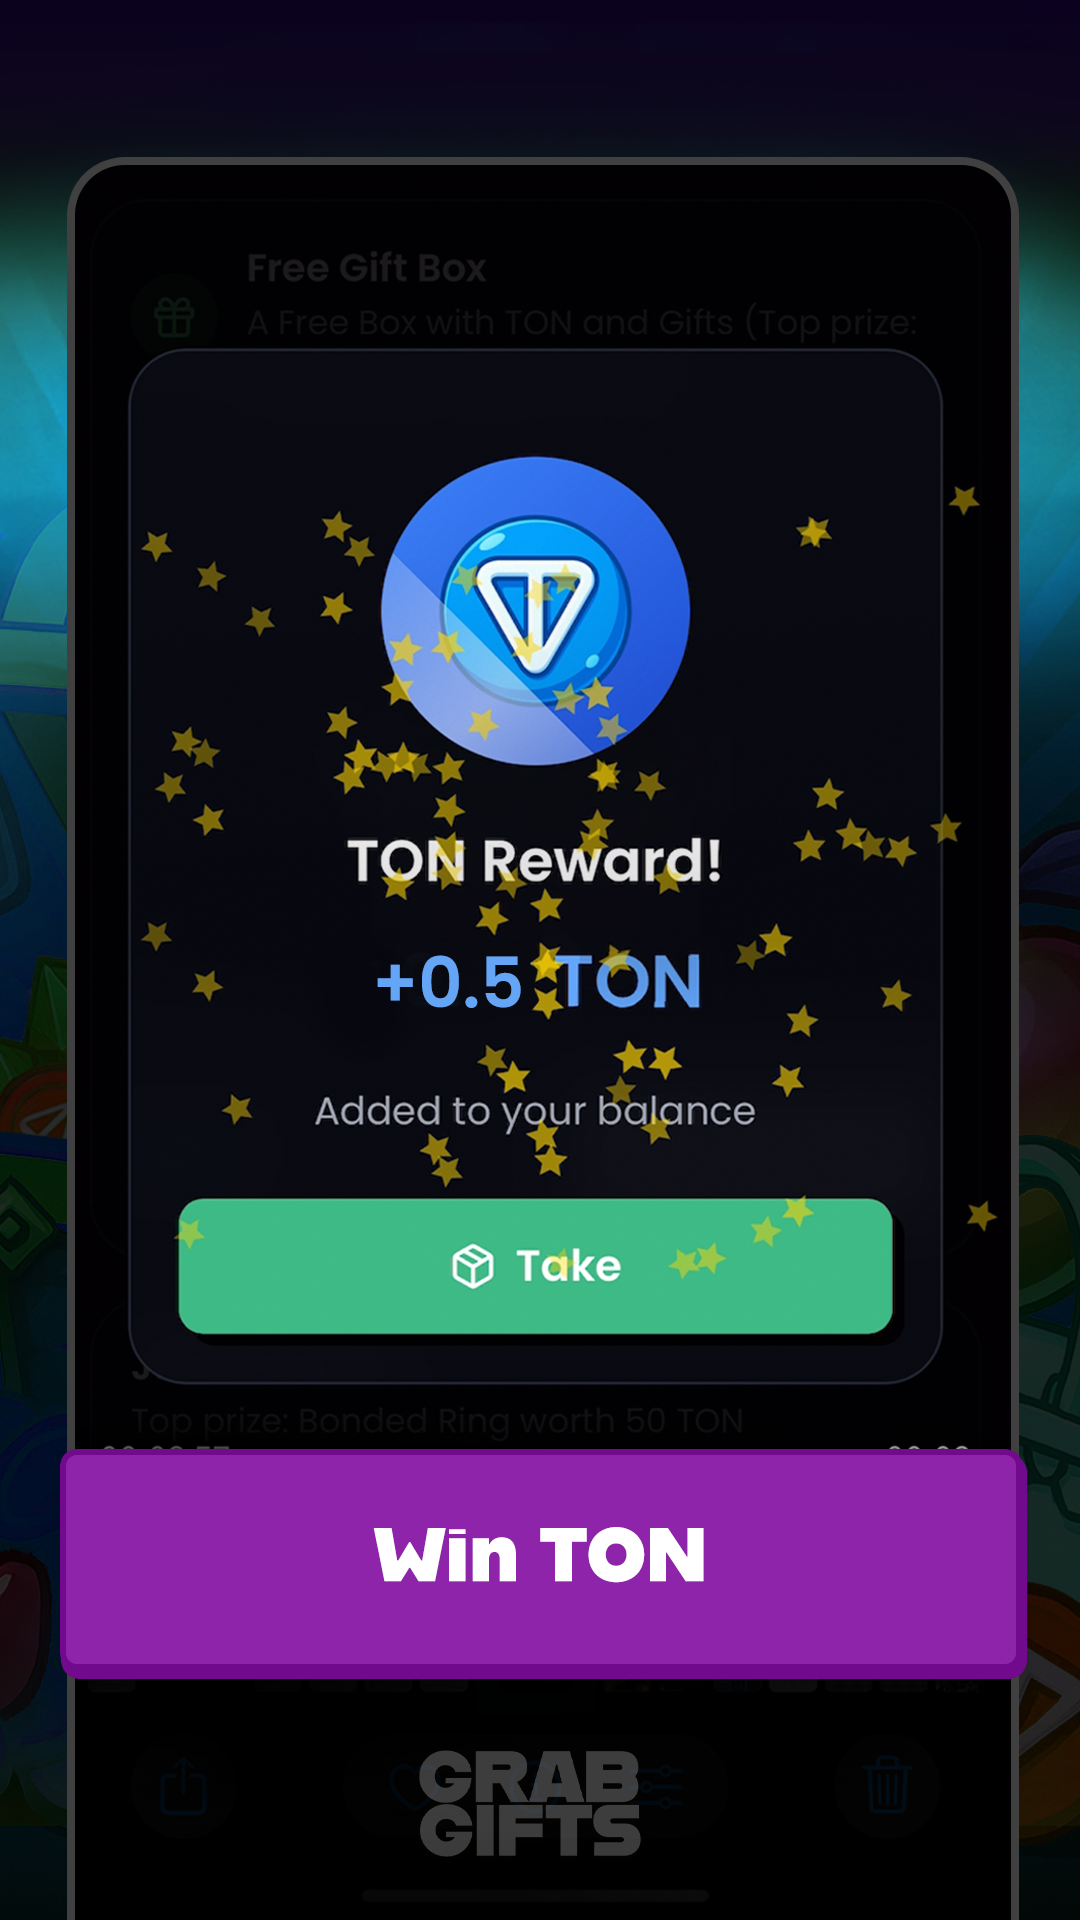 Free Gift Box
A Free Box with TON and Gifts (Top prize:
TON Reward!
+0.5 TON
Added to your balance
Take
Top prize: Bonded Ring worth 50 TON
Win TON
GRAB
GIFTS